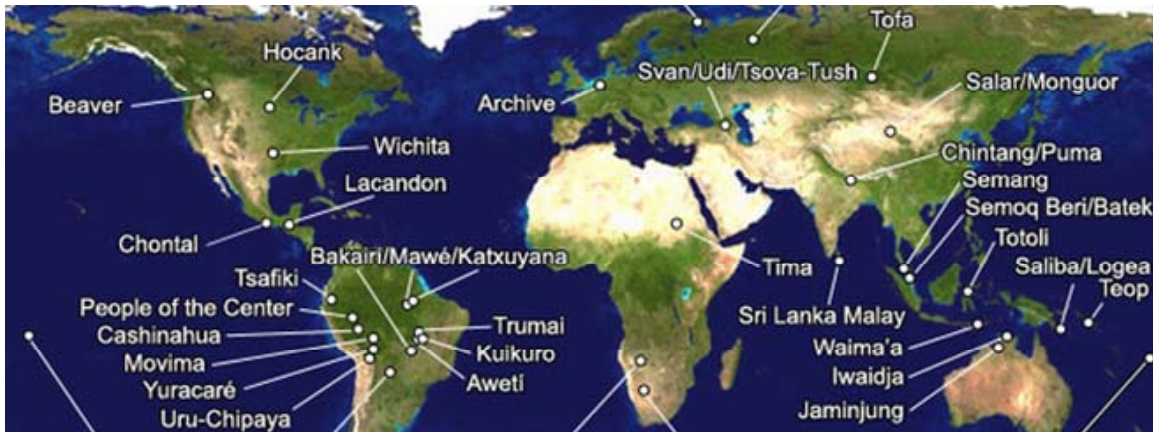 Tofa
Hocank
Svan/Udi/Tsova-Tush
Beaver
Archive
Salar/Monguor
Wichita
Chintang/Puma
Lacandon
Semang
Semoq Beri/Batek
Chontal
Totoli
Bakairí/Mawé/Katxuyana
Tima
Saliba/Logea
Tsafiki
Teop
People of the Center
Sri Lanka Malay
Trumai
Cashinahua
Waima'a
Kuikuro
Movima
Iwaidja
Yuracaré
Awetí
Uru-Chipaya
Jaminjung